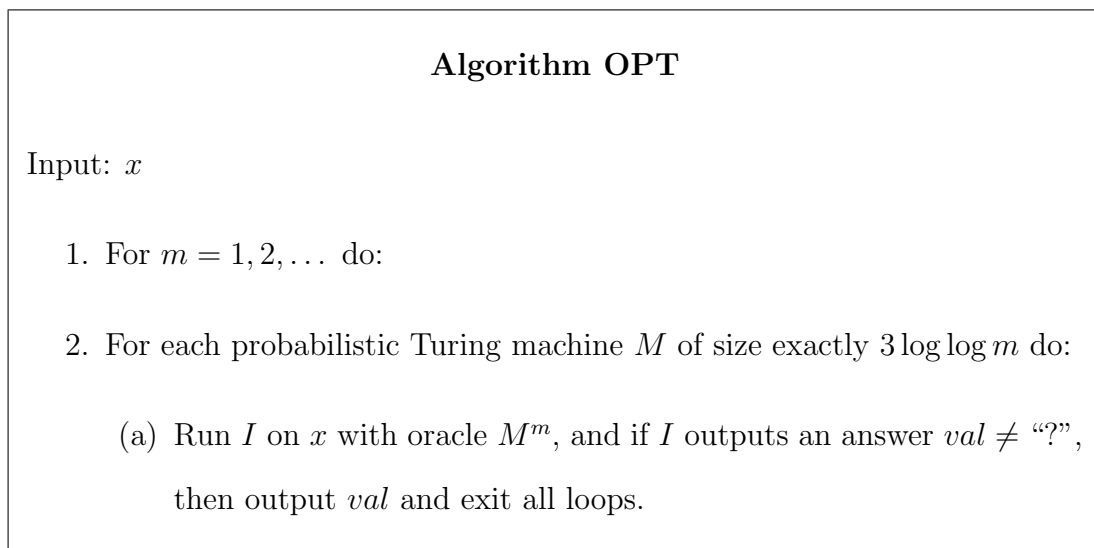 Algorithm OPT
Input: x
1. For m = 1, 2, … do:
2. For each probabilistic Turing machine M of size exactly 3 log log m do:
(a) Run I on x with oracle M^m, and if I outputs an answer val ≠ “?”,
then output val and exit all loops.